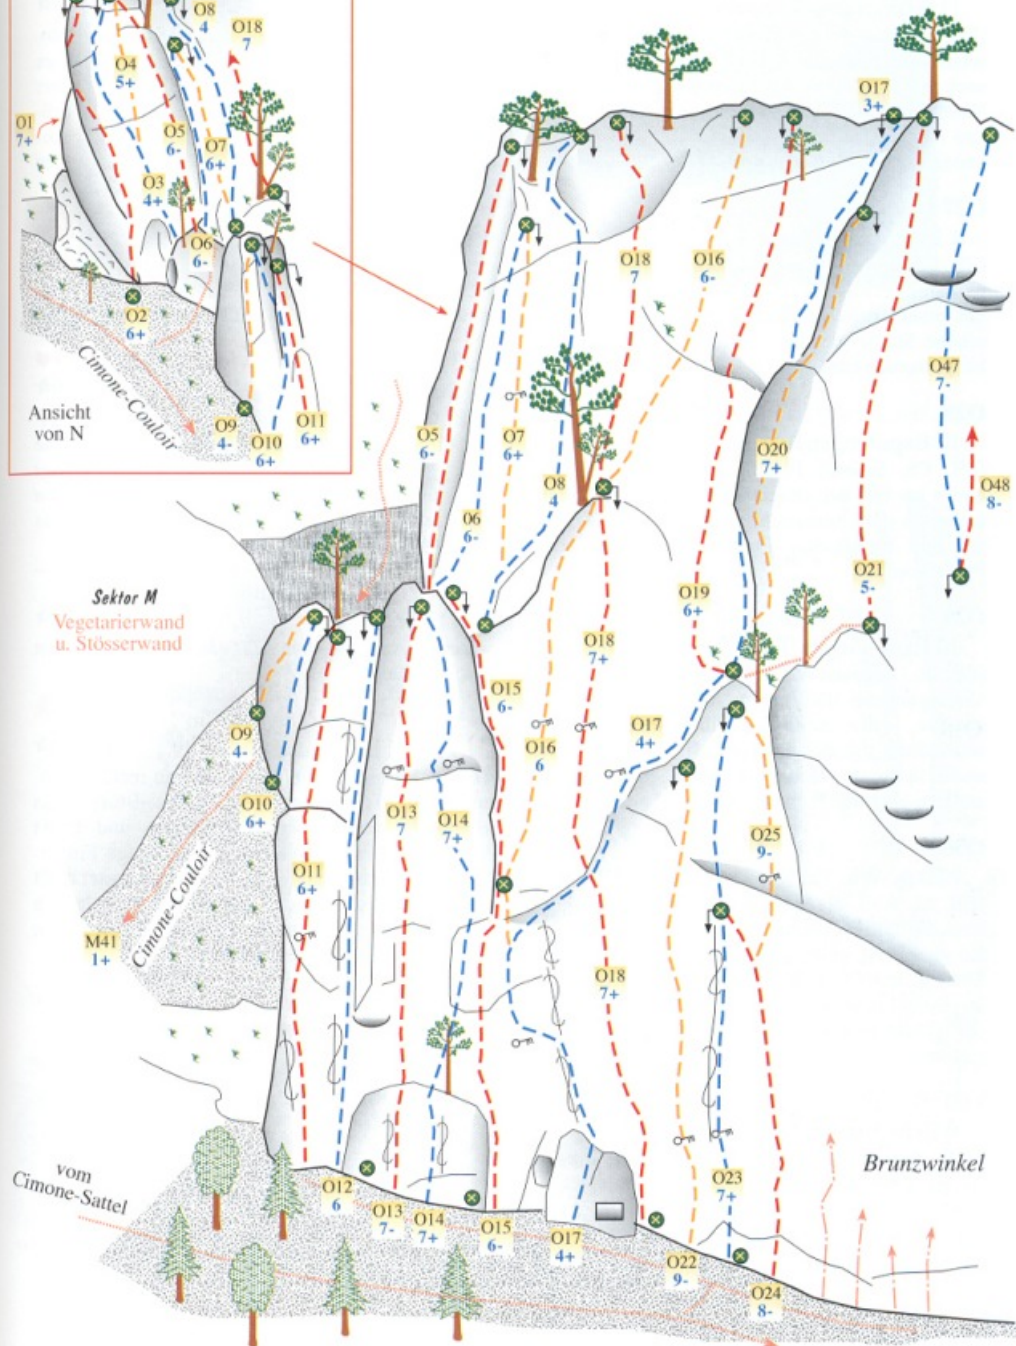 O8
4
O18
7
O4
5+
O1
7+
O5
6-
O7
6+
O3
4+
O6
6-
O2
6+
Cimone-Couloir
Ansicht
von N
O9
4-
O10
6+
O11
6+
O17
3+
O18
7
O16
6-
O47
7-
O5
6-
O7
6+
O20
7+
O8
4
O48
8-
06
6-
O21
5-
O19
6+
Sektor M
Vegetarierwand
u. Stösserwand
O18
7+
O15
6-
O9
4-
O16
6
O17
4+
O10
6+
O13
7
O14
7+
O25
9-
O11
6+
Cimone-Couloir
M41
1+
O18
7+
vom
Cimone-Sattel
Brunzwinkel
O12
6
O23
7+
O13
7-
O14
7+
O15
6-
O17
4+
O22
9-
O24
8-